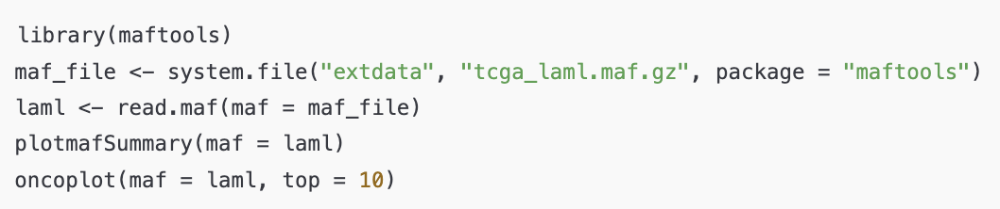 library(maftools)
maf_file <- system.file("extdata", "tcga_laml.maf.gz", package = "maftools")
laml <- read.maf(maf = maf_file)
plotmafSummary(maf = laml)
oncoplot(maf = laml, top = 10)